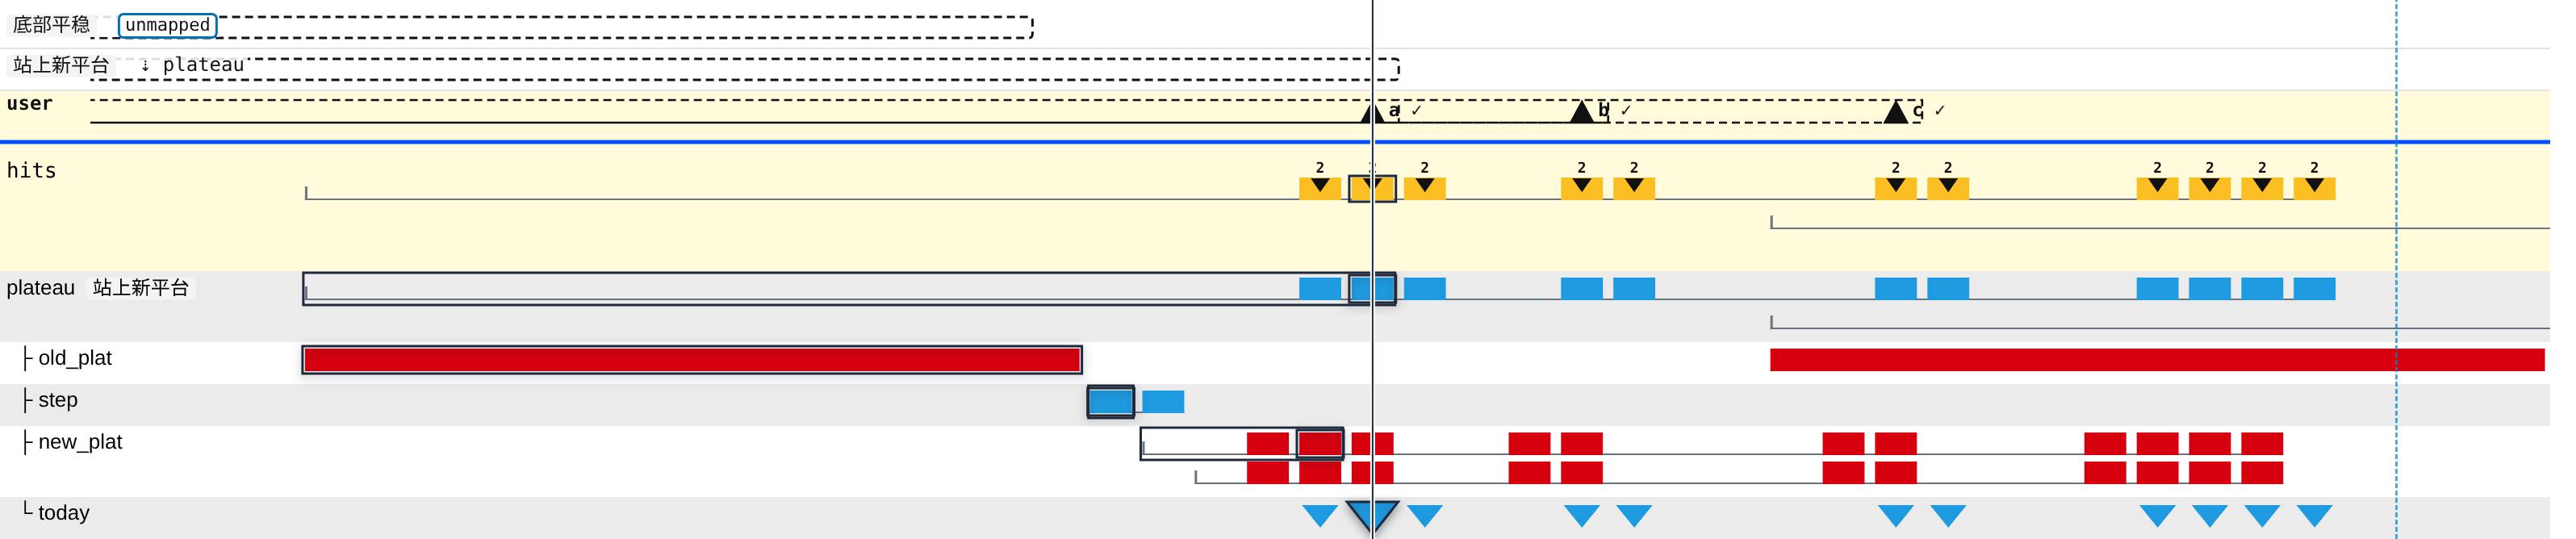 底部平稳 unmapped
站上新平台 ⇣ plateau
user a ✓ b ✓ c ✓
hits
2 2 2 2 2 2 2 2 2 2
plateau 站上新平台
├ old_plat
├ step
├ new_plat
└ today